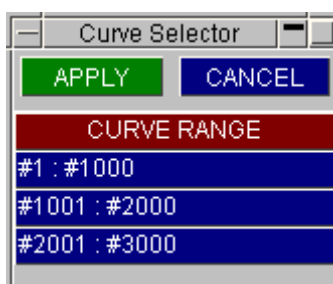 Curve Selector
APPLY CANCEL
CURVE RANGE
#1 : #1000
#1001 : #2000
#2001 : #3000